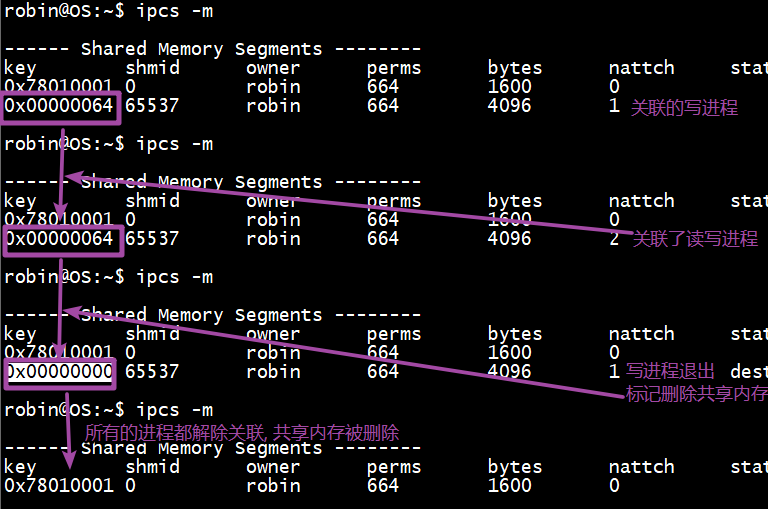 robin@OS:~$ ipcs -m
------ Shared Memory Segments --------
key shmid owner perms bytes nattch stat
0x78010001 0 robin 664 1600 0
0x00000064 65537 robin 664 4096 1 关联的写进程
robin@OS:~$ ipcs -m
------ Shared Memory Segments --------
key shmid owner perms bytes nattch stat
0x78010001 0 robin 664 1600 0
0x00000064 65537 robin 664 4096 2 关联了读写进程
robin@OS:~$ ipcs -m
------ Shared Memory Segments --------
key shmid owner perms bytes nattch stat
0x78010001 0 robin 664 1600 0
0x00000000 65537 robin 664 4096 1 写进程退出 dest
标记删除共享内存
robin@OS:~$ ipcs -m
所有的进程都解除关联, 共享内存被删除
------ Shared Memory Segments --------
key shmid owner perms bytes nattch stat
0x78010001 0 robin 664 1600 0